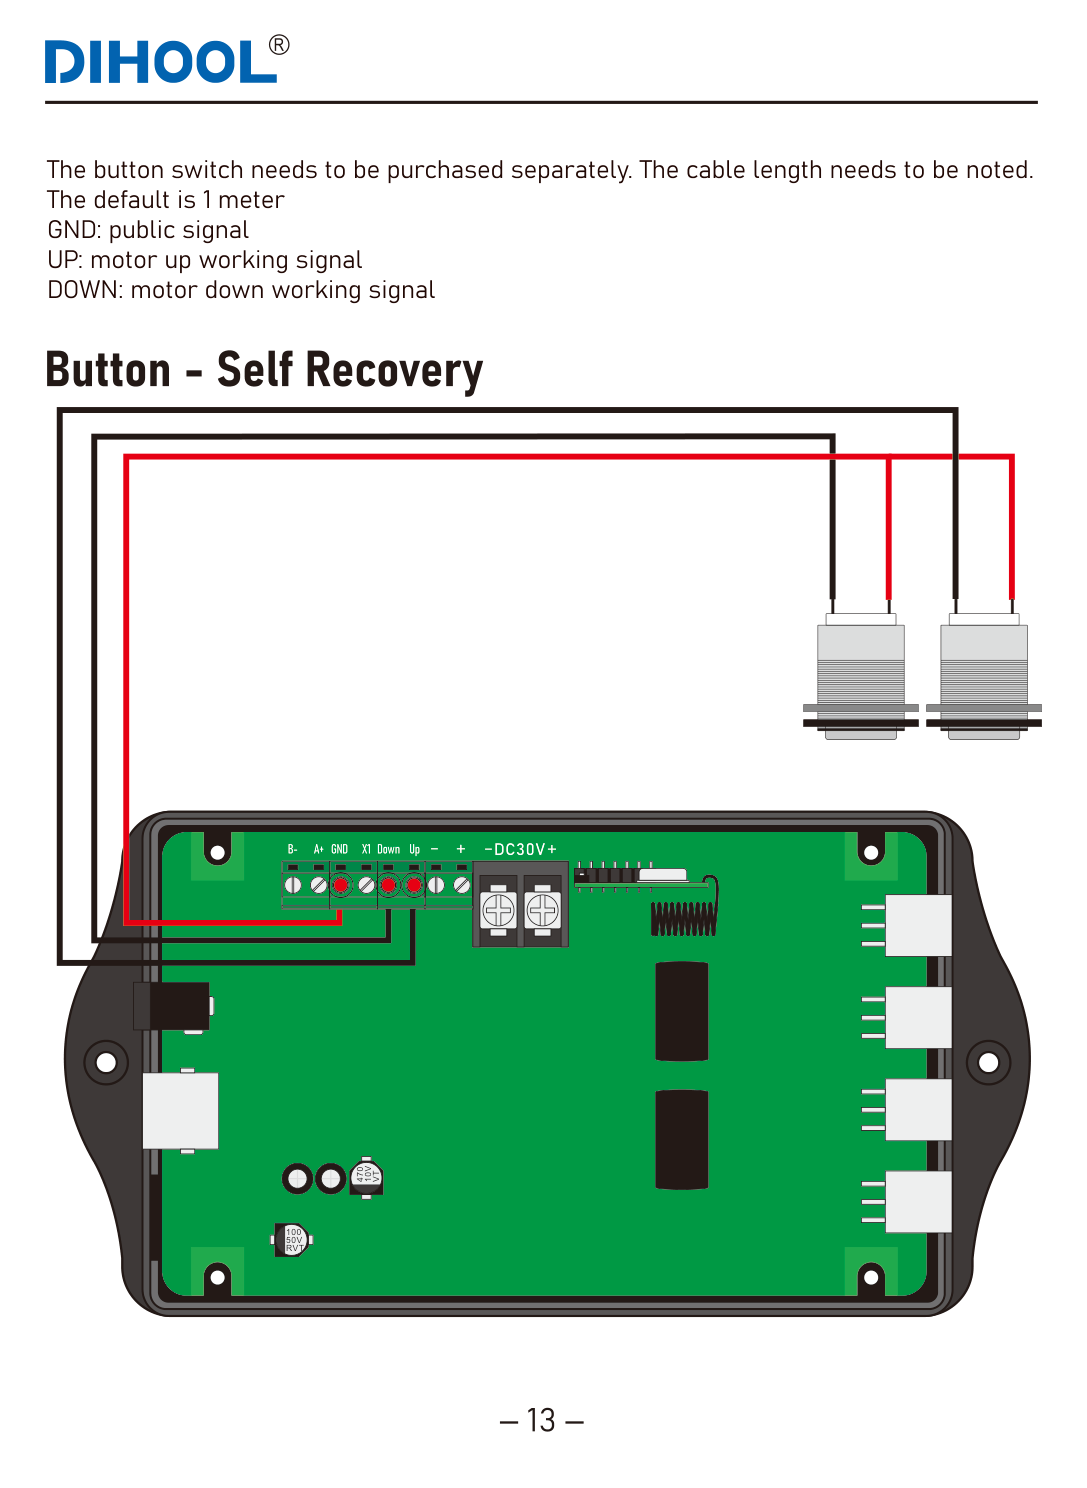 DIHOOL®
The button switch needs to be purchased separately. The cable length needs to be noted.
The default is 1 meter
GND: public signal
UP: motor up working signal
DOWN: motor down working signal
Button - Self Recovery
B- A+ GND X1 Down Up - + -DC30V+
470
10V
VT
100
50V
RVT
– 13 –